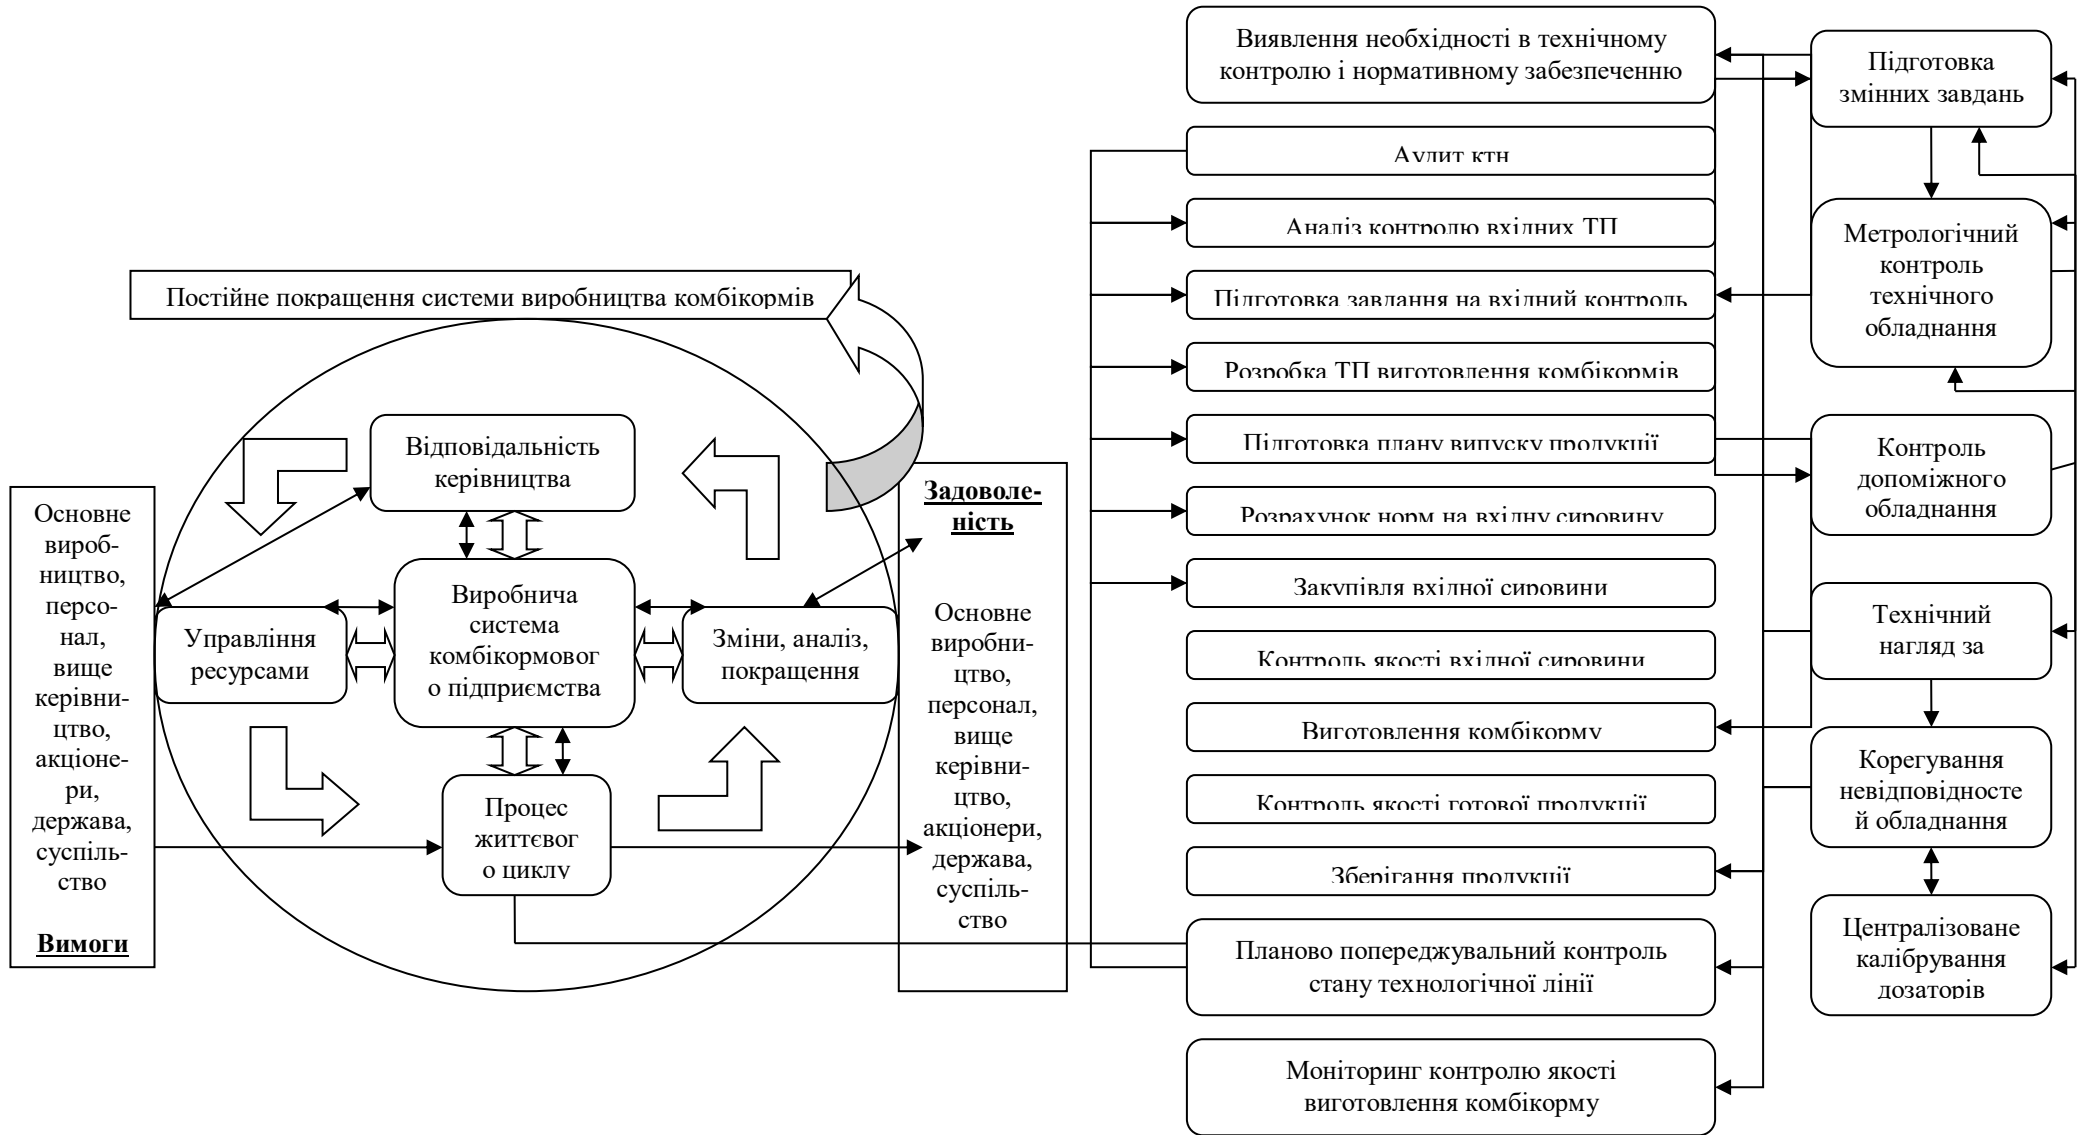 Постійне покращення системи виробництва комбікормів
Основне
вироб-
ництво,
персо-
нал,
вище
керівни-
цтво,
акціоне-
ри,
держава,
суспіль-
ство
Вимоги
Відповідальність
керівництва
Управління
ресурсами
Виробнича
система
комбікормовог
о підприємства
Зміни, аналіз,
покращення
Процес
життєвог
о циклу
Задоволе-
ність
Основне
виробни-
цтво,
персонал,
вище
керівни-
цтво,
акціонери,
держава,
суспіль-
ство
Виявлення необхідності в технічному
контролю і нормативному забезпеченню
Аудит ктн
Аналіз контролю вхідних ТП
Підготовка завдання на вхідний контроль
Розробка ТП виготовлення комбікормів
Підготовка плану випуску продукції
Розрахунок норм на вхідну сировину
Закупівля вхідної сировини
Контроль якості вхідної сировини
Виготовлення комбікорму
Контроль якості готової продукції
Зберігання продукції
Планово попереджувальний контроль
стану технологічної лінії
Моніторинг контролю якості
виготовлення комбікорму
Підготовка
змінних завдань
Метрологічний
контроль
технічного
обладнання
Контроль
допоміжного
обладнання
Технічний
нагляд за
Корегування
невідповідносте
й обладнання
Централізоване
калібрування
дозаторів